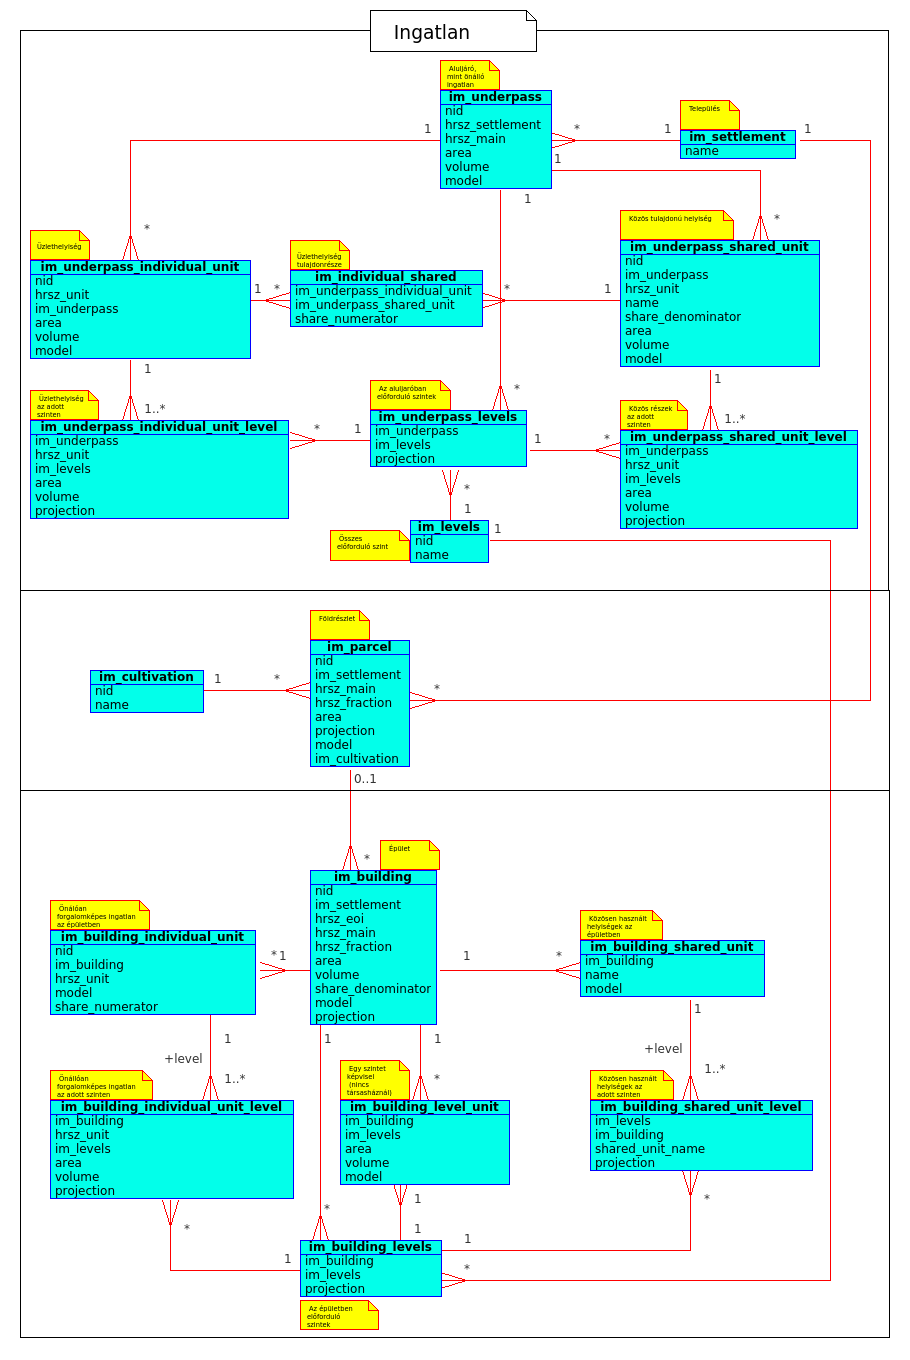 Ingatlan
Aluljáró,
mint önálló
ingatlan
im_underpass
nid
hrsz_settlement
hrsz_main
area
volume
model
Település
im_settlement
name
1
*
1
1
1
1
*
*
Üzlethelyiség
im_underpass_individual_unit
nid
hrsz_unit
im_underpass
area
volume
model
Üzlethelyiség
tulajdonrésze
im_individual_shared
im_underpass_individual_unit
im_underpass_shared_unit
share_numerator
Közös tulajdonú helyiség
im_underpass_shared_unit
nid
im_underpass
hrsz_unit
name
share_denominator
area
volume
model
1
*
*
1
1
1..*
*
1
1..*
Üzlethelyiség
az adott
szinten
im_underpass_individual_unit_level
im_underpass
hrsz_unit
im_levels
area
volume
projection
Az aluljaróban
előforduló szintek
im_underpass_levels
im_underpass
im_levels
projection
Közös részek
az adott
szinten
im_underpass_shared_unit_level
im_underpass
hrsz_unit
im_levels
area
volume
projection
*
1
1
*
*
1
Összes
előforduló szint
im_levels
nid
name
1
Földrészlet
im_parcel
nid
im_settlement
hrsz_main
hrsz_fraction
area
projection
model
im_cultivation
im_cultivation
nid
name
1
*
*
0..1
*
Épület
im_building
nid
im_settlement
hrsz_eoi
hrsz_main
hrsz_fraction
area
volume
share_denominator
model
projection
Önálóan
forgalomképes ingatlan
az épületben
im_building_individual_unit
nid
im_building
hrsz_unit
model
share_numerator
Közösen használt
helyiségek az
épületben
im_building_shared_unit
im_building
name
model
*
1
1
*
1
+level
1..*
1
1
*
1
+level
1..*
Önálóan
forgalomképes ingatlan
az adott szinten
im_building_individual_unit_level
im_building
hrsz_unit
im_levels
area
volume
projection
Egy szintet
képvisel
(nincs
társasháznál)
im_building_level_unit
im_building
im_levels
area
volume
model
Közösen használt
helyiségek az
adott szinten
im_building_shared_unit_level
im_levels
im_building
shared_unit_name
projection
*
1
*
1
1
*
1
*
im_building_levels
im_building
im_levels
projection
Az épületben
előforduló
szintek